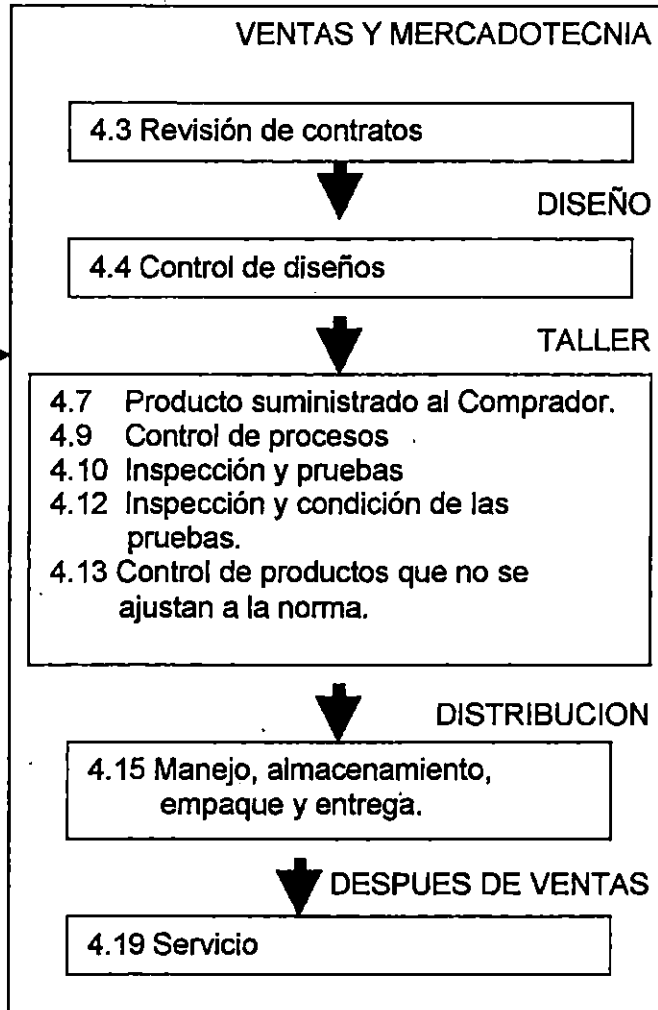 VENTAS Y MERCADOTECNIA
4.3 Revisión de contratos
DISEÑO
4.4 Control de diseños
TALLER
4.7 Producto suministrado al Comprador.
4.9 Control de procesos
4.10 Inspección y pruebas
4.12 Inspección y condición de las
pruebas.
4.13 Control de productos que no se
ajustan a la norma.
DISTRIBUCION
4.15 Manejo, almacenamiento,
empaque y entrega.
DESPUES DE VENTAS
4.19 Servicio